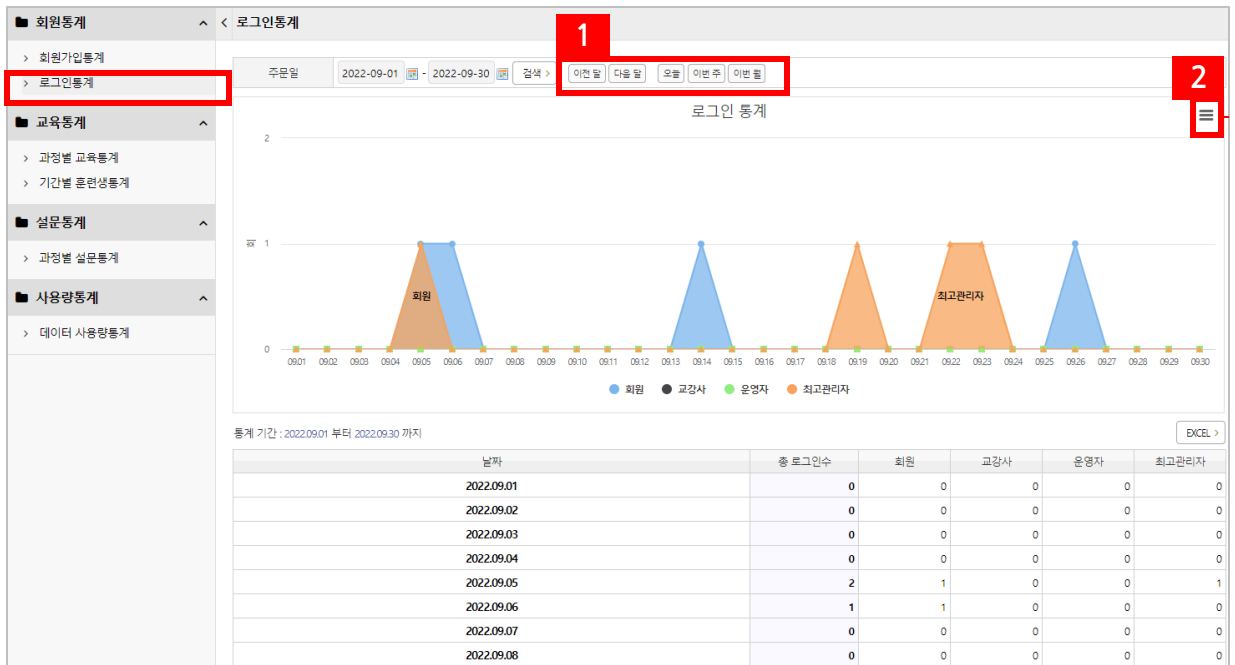 회원통계
로그인통계
1
회원가입통계
로그인통계
주문일 2022-09-01 - 2022-09-30 검색 > 이전 달 다음 달 오늘 이번 주 이번 월
2
교육통계
과정별 교육통계
기간별 훈련생통계
설문통계
과정별 설문통계
사용량통계
데이터 사용량통계
로그인 통계
2
회 1
회원 최고관리자
0
09.01 09.02 09.03 09.04 09.05 09.06 09.07 09.08 09.09 09.10 09.11 09.12 09.13 09.14 09.15 09.16 09.17 09.18 09.19 09.20 09.21 09.22 09.23 09.24 09.25 09.26 09.27 09.28 09.29 09.30
회원 교강사 운영자 최고관리자
통계 기간 : 2022.09.01 부터 2022.09.30 까지
EXCEL >
날짜 총 로그인수 회원 교강사 운영자 최고관리자
2022.09.01 0 0 0 0 0
2022.09.02 0 0 0 0 0
2022.09.03 0 0 0 0 0
2022.09.04 0 0 0 0 0
2022.09.05 2 1 0 0 1
2022.09.06 1 1 0 0 0
2022.09.07 0 0 0 0 0
2022.09.08 0 0 0 0 0